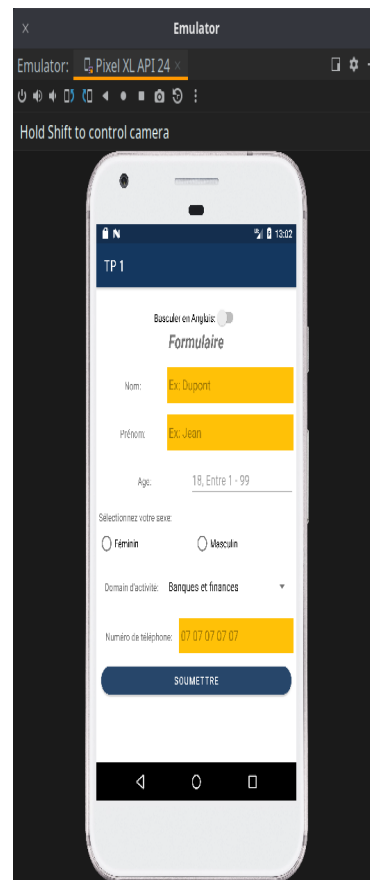 Emulator
Emulator: Pixel XL API 24
Hold Shift to control camera
13:02
TP 1
Basculer en Anglais:
Formulaire
Nom: Ex: Dupont
Prénom: Ex: Jean
Age: 18, Entre 1 - 99
Sélectionnez votre sexe:
Féminin Masculin
Domain d'activite: Banques et finances
Numéro de téléphone: 07 07 07 07 07
SOUMETTRE